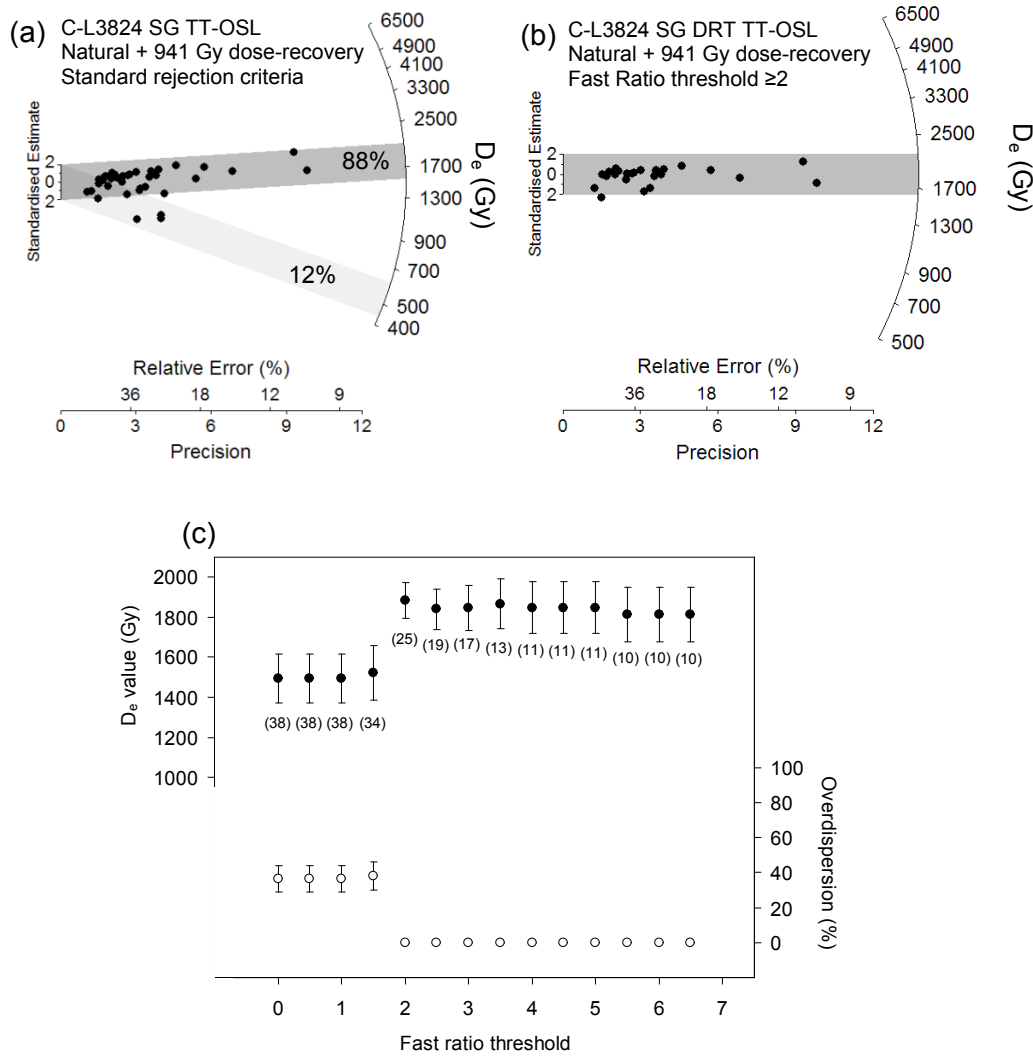 (a)
C-L3824 SG TT-OSL
Natural + 941 Gy dose-recovery
Standard rejection criteria
6500
4900
4100
3300
2500
1700
1300
900
700
500
400
De (Gy)
Standardised Estimate
2
0
2
88%
12%
Relative Error (%)
36 18 12 9
0 3 6 9 12
Precision
(b)
C-L3824 SG DRT TT-OSL
Natural + 941 Gy dose-recovery
Fast Ratio threshold ≥2
6500
4900
4100
3300
2500
1700
1300
900
700
500
De (Gy)
Standardised Estimate
2
0
2
Relative Error (%)
36 18 12 9
0 3 6 9 12
Precision
(c)
2000
1800
1600
1400
1200
1000
De value (Gy)
(38) (38) (38) (34) (25) (19) (17) (13) (11) (11) (11) (10) (10) (10)
100
80
60
40
20
0
Overdispersion (%)
0 1 2 3 4 5 6 7
Fast ratio threshold